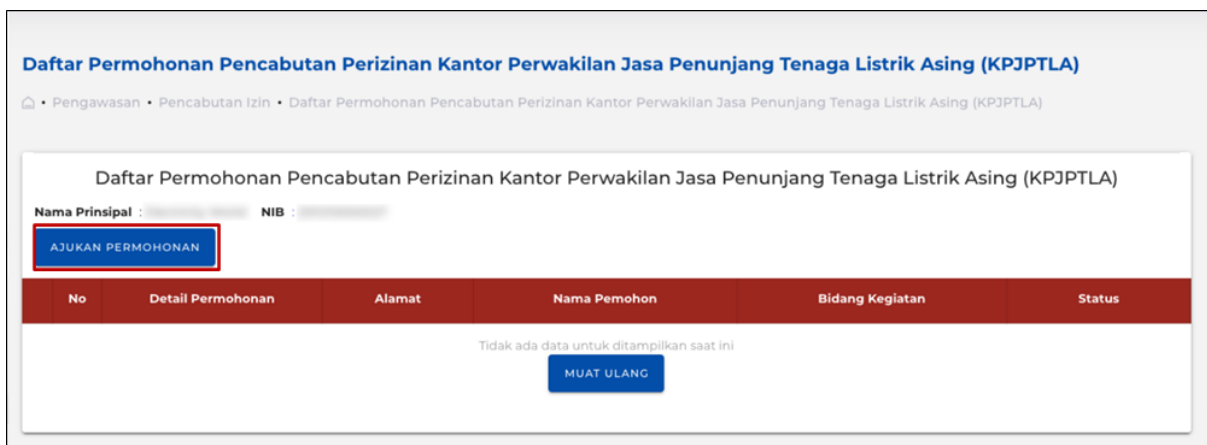 Daftar Permohonan Pencabutan Perizinan Kantor Perwakilan Jasa Penunjang Tenaga Listrik Asing (KPJPTLA)
• Pengawasan • Pencabutan Izin • Daftar Permohonan Pencabutan Perizinan Kantor Perwakilan Jasa Penunjang Tenaga Listrik Asing (KPJPTLA)
Daftar Permohonan Pencabutan Perizinan Kantor Perwakilan Jasa Penunjang Tenaga Listrik Asing (KPJPTLA)
Nama Prinsipal : NIB :
AJUKAN PERMOHONAN
No Detail Permohonan Alamat Nama Pemohon Bidang Kegiatan Status
Tidak ada data untuk ditampilkan saat ini
MUAT ULANG